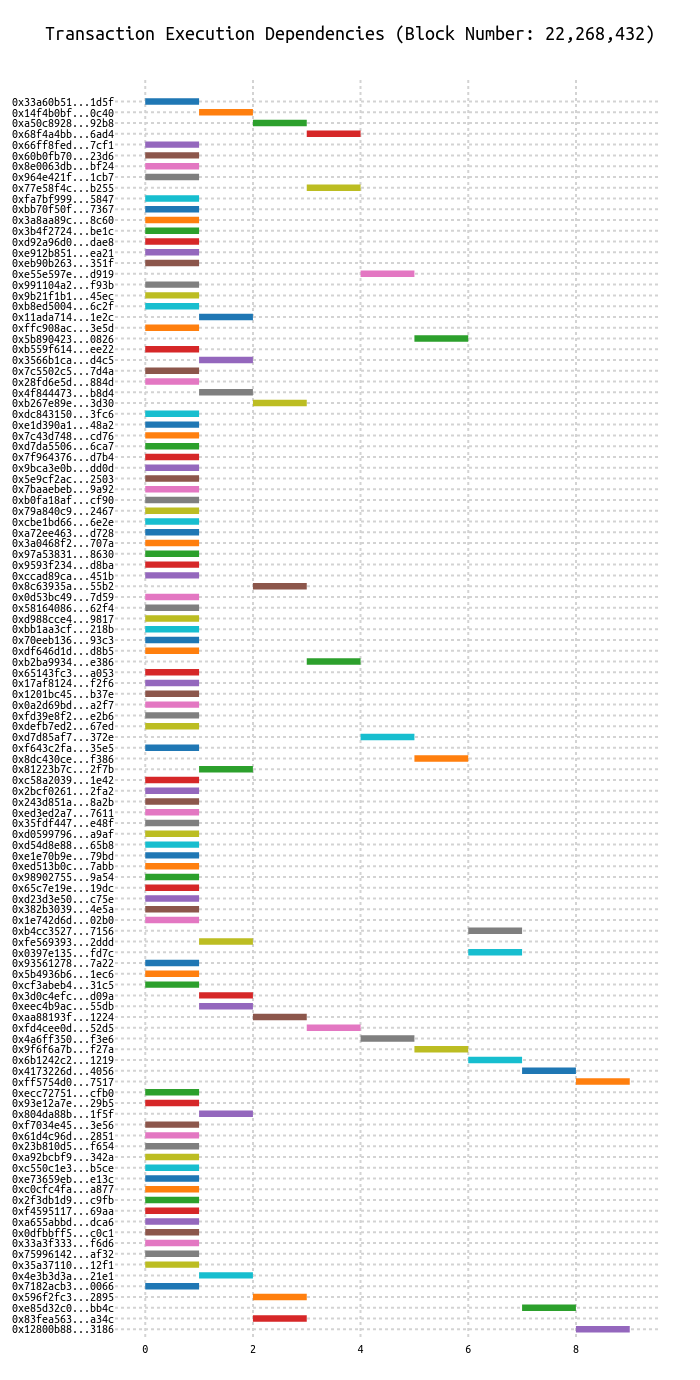 Transaction Execution Dependencies (Block Number: 22,268,432)
0x33a60b51...1d5f
0x14f4b0bf...0c40
0xa50c8928...92b8
0x68f4a4bb...6ad4
0x66ff8fed...7cf1
0x60b0fb70...23d6
0x8e0063db...bf24
0x964e421f...1cb7
0x77e58f4c...b255
0xfa7bf999...5847
0xbb70f50f...7367
0x3a8aa89c...8c60
0x3b4f2724...be1c
0xd92a96d0...dae8
0xe912b851...ea21
0xeb90b263...351f
0xe55e597e...d919
0x991104a2...f93b
0x9b21f1b1...45ec
0xb8ed5004...6c2f
0x11ada714...1e2c
0xffc908ac...3e5d
0x5b890423...0826
0xb559f614...ee22
0x3566b1ca...d4c5
0x7c5502c5...7d4a
0x28fd6e5d...884d
0x4f844473...b8d4
0xb267e89e...3d30
0xdc843150...3fc6
0xe1d390a1...48a2
0x7c43d748...cd76
0xd7da5506...6ca7
0x7f964376...d7b4
0x9bca3e0b...dd0d
0x5e9cf2ac...2503
0x7baaebeb...9a92
0xb0fa18af...cf90
0x79a840c9...2467
0xcbe1bd66...6e2e
0xa72ee463...d728
0x3a0468f2...707a
0x97a53831...8630
0x9593f234...d8ba
0xccad89ca...451b
0x8c63935a...55b2
0x0d53bc49...7d59
0x58164086...62f4
0xd988cce4...9817
0xbb1aa3cf...218b
0x70eeb136...93c3
0xdf646d1d...d8b5
0xb2ba9934...e386
0x65143fc3...a053
0x17af8124...f2f6
0x1201bc45...b37e
0x0a2d69bd...a2f7
0xfd39e8f2...e2b6
0xdefb7ed2...67ed
0xd7d85af7...372e
0xf643c2fa...35e5
0x8dc430ce...f386
0x81223b7c...2f7b
0xc58a2039...1e42
0x2bcf0261...2fa2
0x243d851a...8a2b
0xed3ed2a7...7611
0x35fdf447...e48f
0xd0599796...a9af
0xd54d8e88...65b8
0xe1e70b9e...79bd
0xed513b0c...7abb
0x98902755...9a54
0x65c7e19e...19dc
0xd23d3e50...c75e
0x382b3039...4e5a
0x1e742d6d...02b0
0xb4cc3527...7156
0xfe569393...2ddd
0x0397e135...fd7c
0x93561278...7a22
0x5b4936b6...1ec6
0xcf3abeb4...31c5
0x3d0c4efc...d09a
0xeec4b9ac...55db
0xaa88193f...1224
0xfd4cee0d...52d5
0x4a6ff350...f3e6
0x9f6f6a7b...f27a
0x6b1242c2...1219
0x4173226d...4056
0xff5754d0...7517
0xecc72751...cfb0
0x93e12a7e...29b5
0x804da88b...1f5f
0xf7034e45...3e56
0x61d4c96d...2851
0x23b810d5...f654
0xa92bcbf9...342a
0xc550c1e3...b5ce
0xe73659eb...e13c
0xc0cfc4fa...a877
0x2f3db1d9...c9fb
0xf4595117...69aa
0xa655abbd...dca6
0x0dfbbff5...c0c1
0x33a3f333...f6d6
0x75996142...af32
0x35a37110...12f1
0x4e3b3d3a...21e1
0x7182acb3...0066
0x596f2fc3...2895
0xe85d32c0...bb4c
0x83fea563...a34c
0x12800b88...3186
0 2 4 6 8